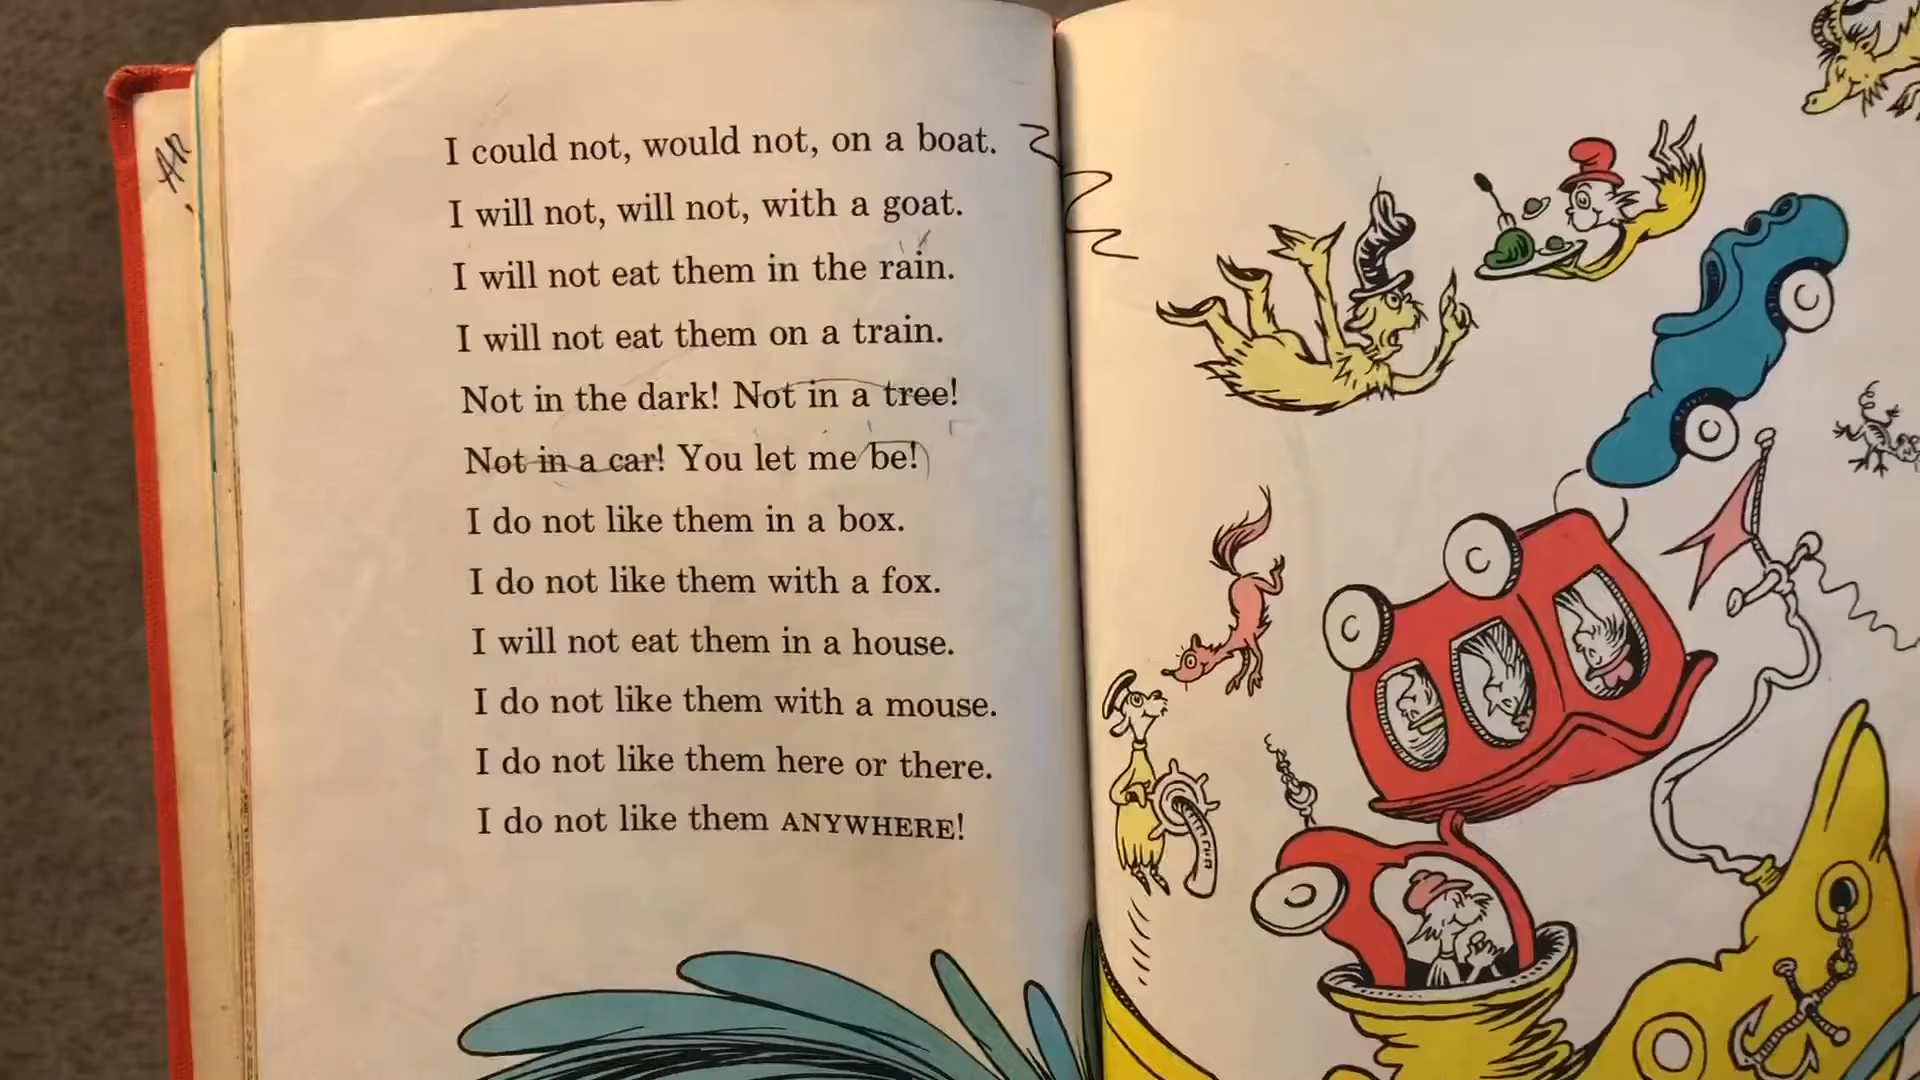 AR
I could not, would not, on a boat.
I will not, will not, with a goat.
I will not eat them in the rain.
I will not eat them on a train.
Not in the dark! Not in a tree!
Not in a car! You let me be!
I do not like them in a box.
I do not like them with a fox.
I will not eat them in a house.
I do not like them with a mouse.
I do not like them here or there.
I do not like them ANYWHERE!